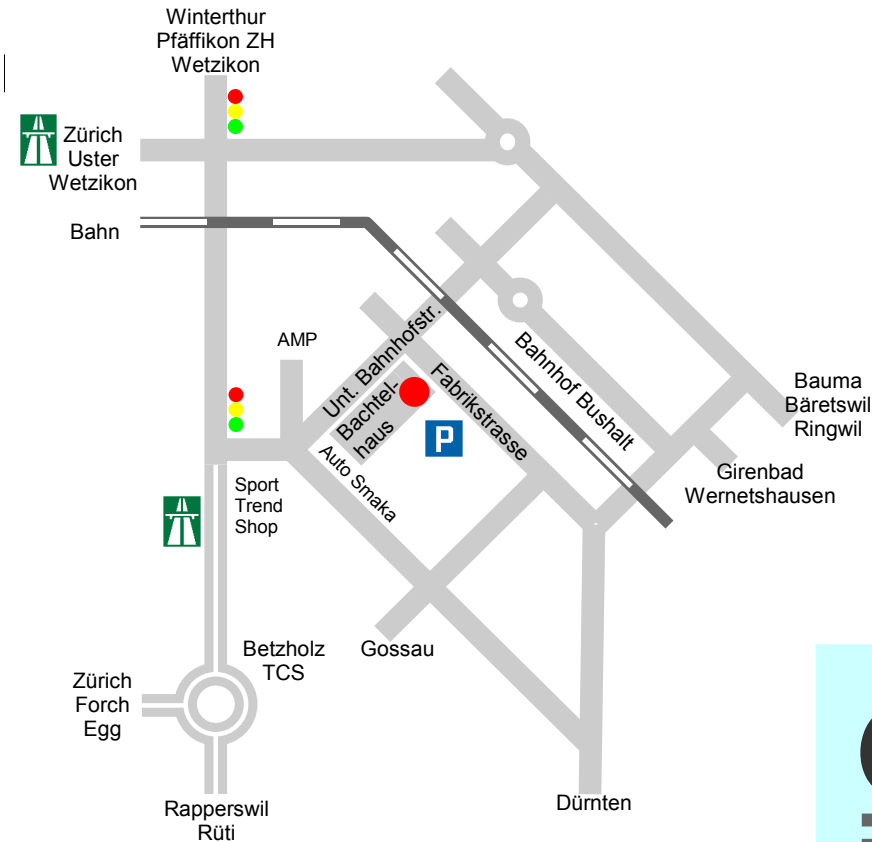 Winterthur
Pfäffikon ZH
Wetzikon
Zürich
Uster
Wetzikon
Bahn
AMP
Unt. Bahnhofstr.
Bachtel-
haus
Fabrikstrasse
Bahnhof Bushalt
Bauma
Bäretswil
Ringwil
P
Girenbad
Wernetshausen
Auto Smaka
Sport
Trend
Shop
Betzholz
TCS
Gossau
Zürich
Forch
Egg
Rapperswil
Rüti
Dürnten